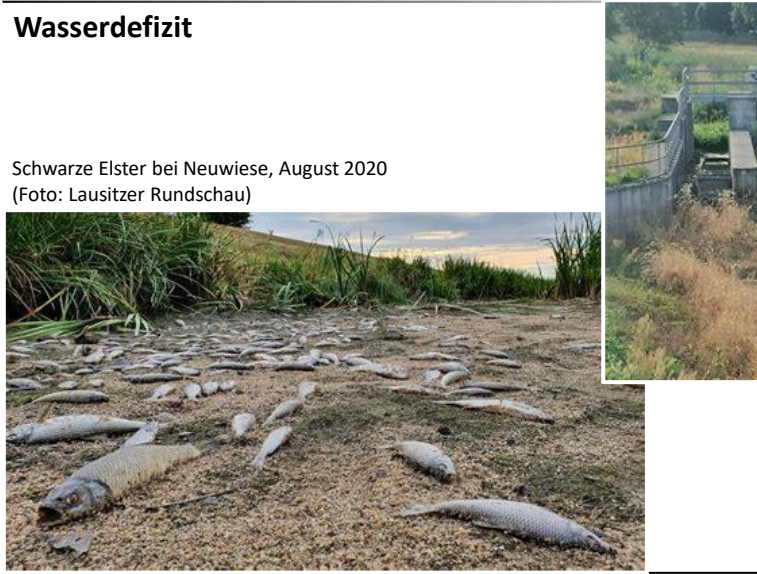 Wasserdefizit
Schwarze Elster bei Neuwiese, August 2020
(Foto: Lausitzer Rundschau)